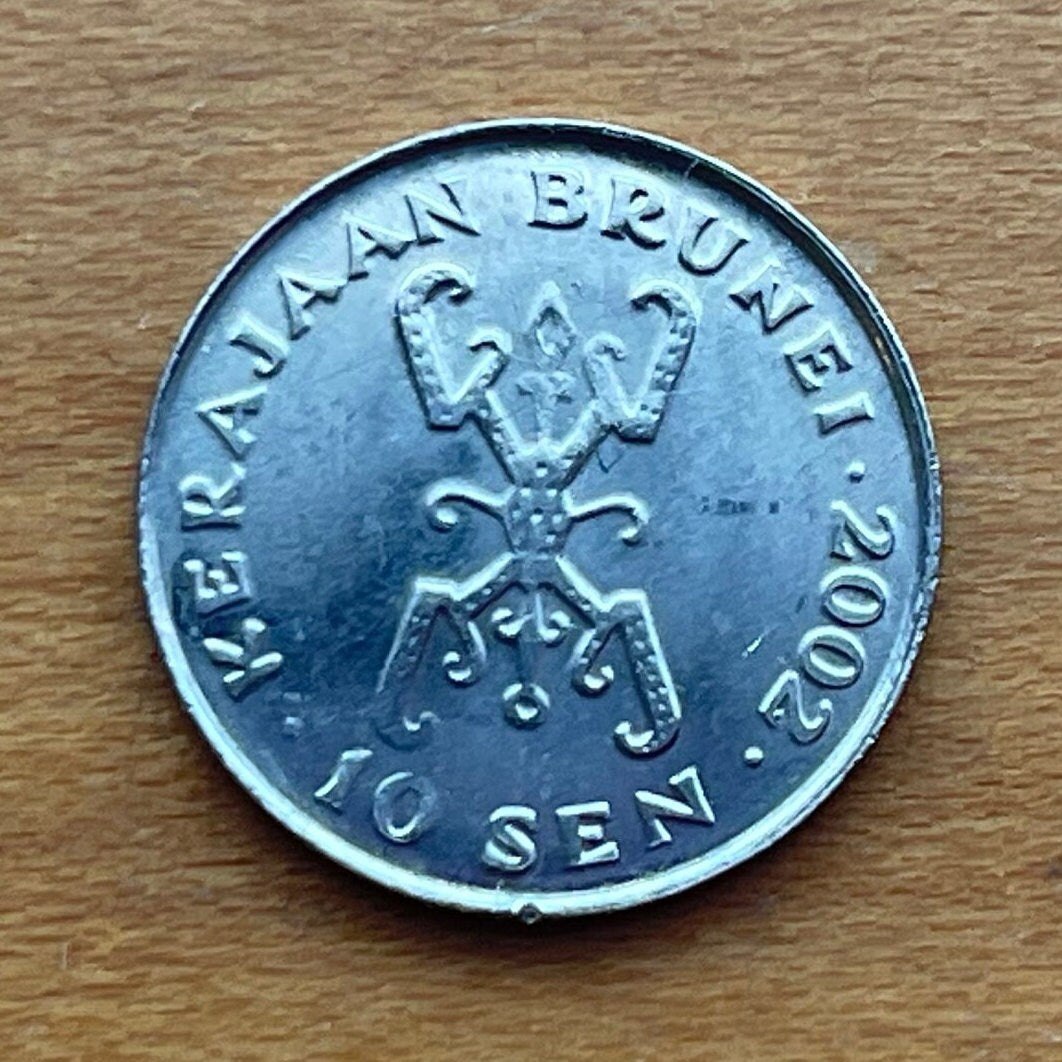 KERAJAAN BRUNEI · 2002 ·
10 SEN